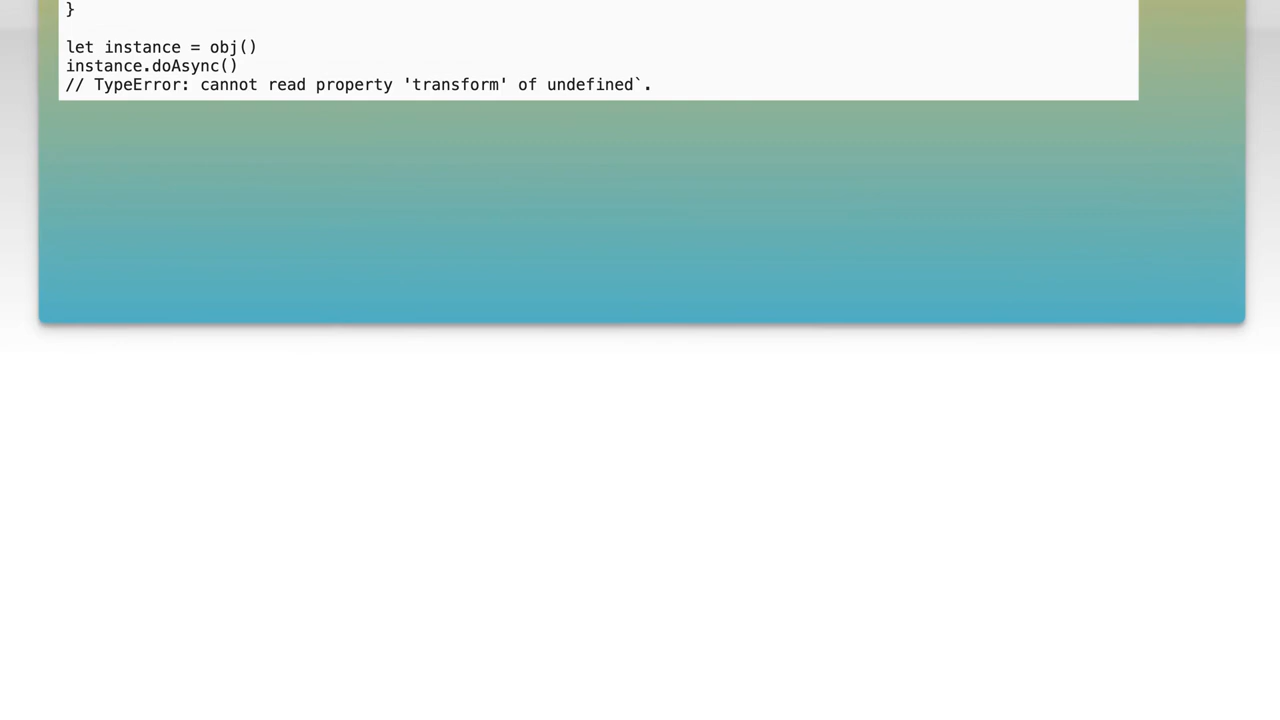 }
let instance = obj()
instance.doAsync()
// TypeError: cannot read property 'transform' of undefined`.